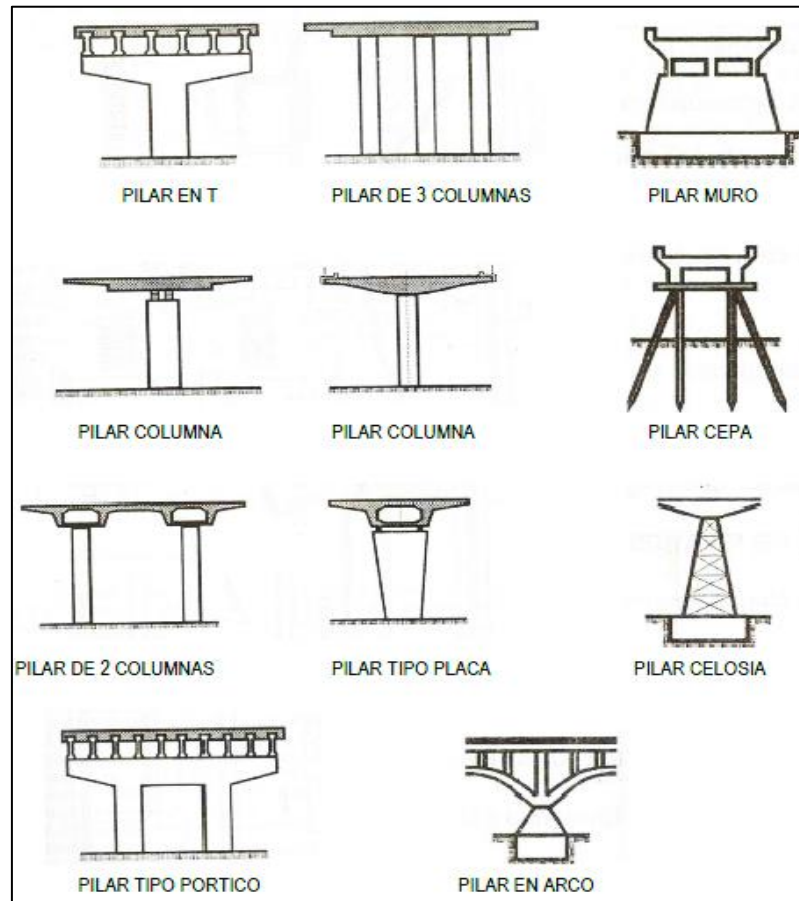 PILAR EN T
PILAR DE 3 COLUMNAS
PILAR MURO
PILAR COLUMNA
PILAR COLUMNA
PILAR CEPA
PILAR DE 2 COLUMNAS
PILAR TIPO PLACA
PILAR CELOSIA
PILAR TIPO PORTICO
PILAR EN ARCO